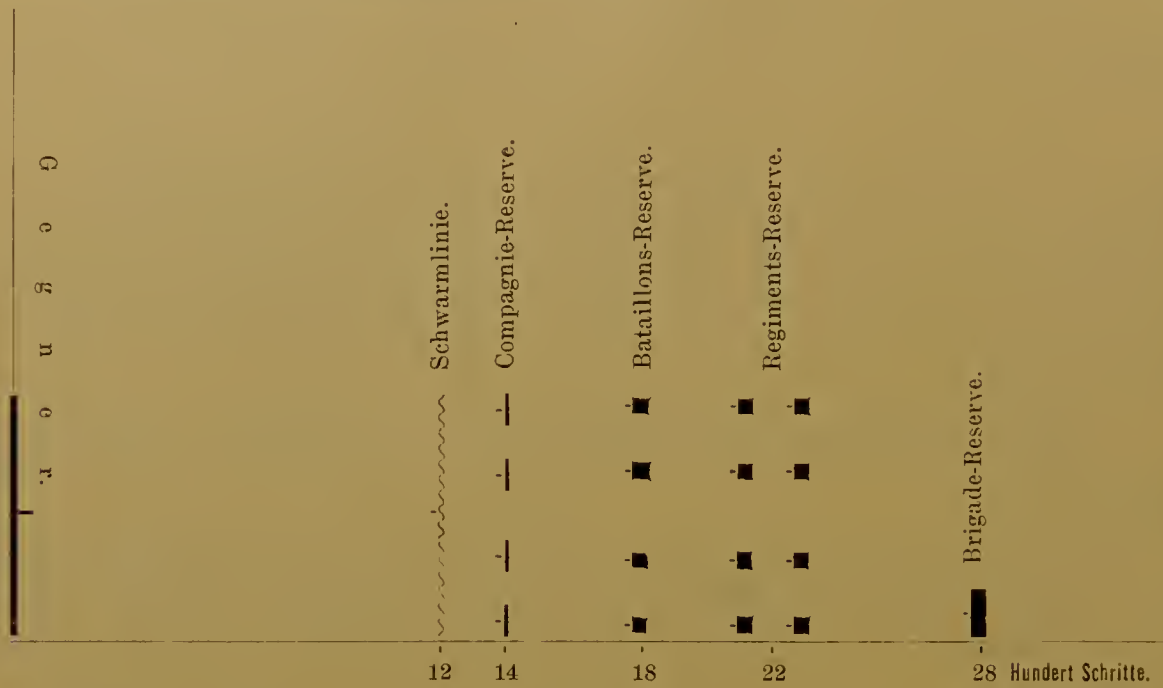 Gegner.
Schwarmlinie.
Compagnie-Reserve.
Bataillons-Reserve.
Regiments-Reserve.
Brigade-Reserve.
12 14 18 22 28 Hundert Schritte.